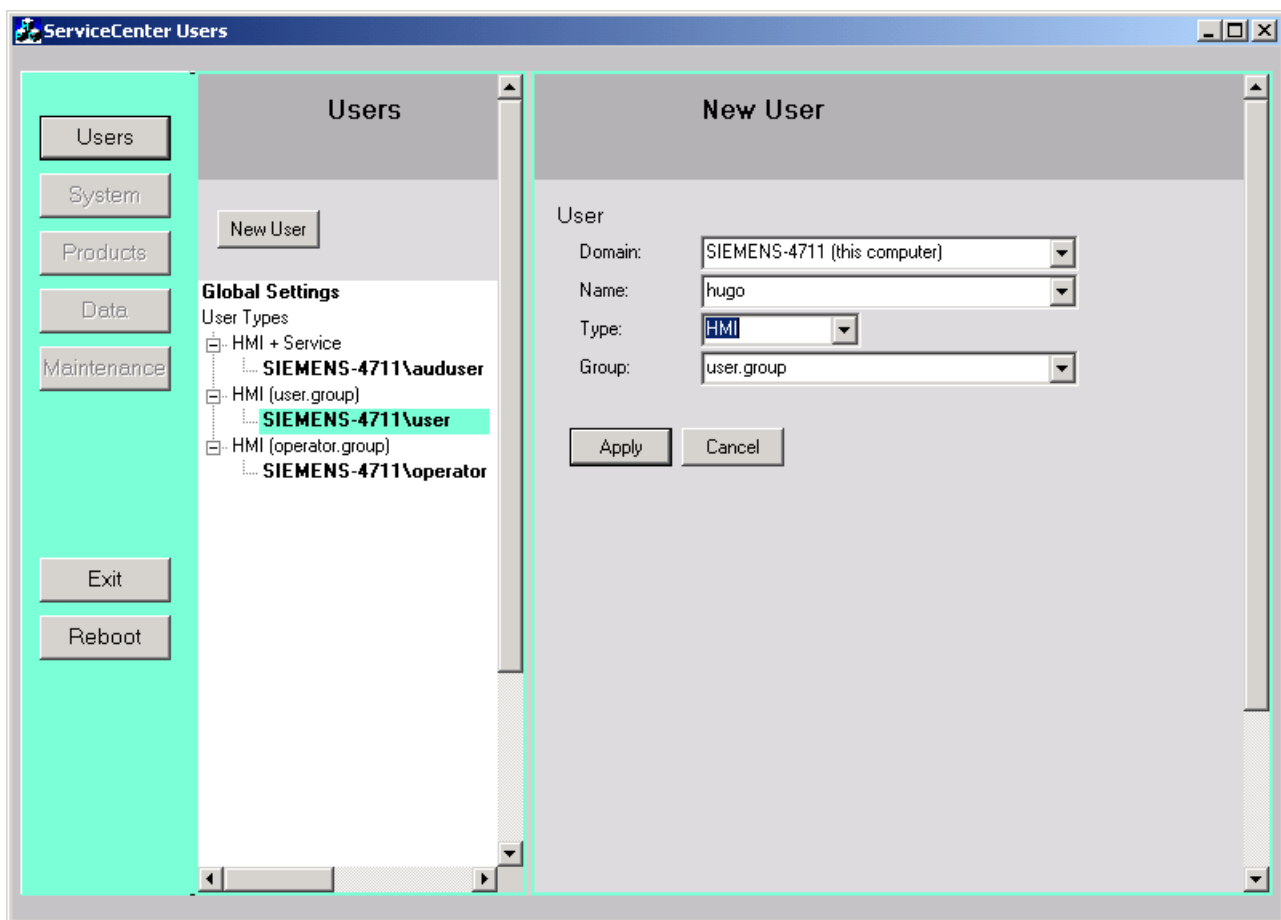 ServiceCenter Users
Users
System
Products
Data
Maintenance
Exit
Reboot
Users
New User
Global Settings
User Types
HMI + Service
SIEMENS-4711\auduser
HMI (user.group)
SIEMENS-4711\user
HMI (operator.group)
SIEMENS-4711\operator
New User
User
Domain: SIEMENS-4711 (this computer)
Name: hugo
Type: HMI
Group: user.group
Apply Cancel